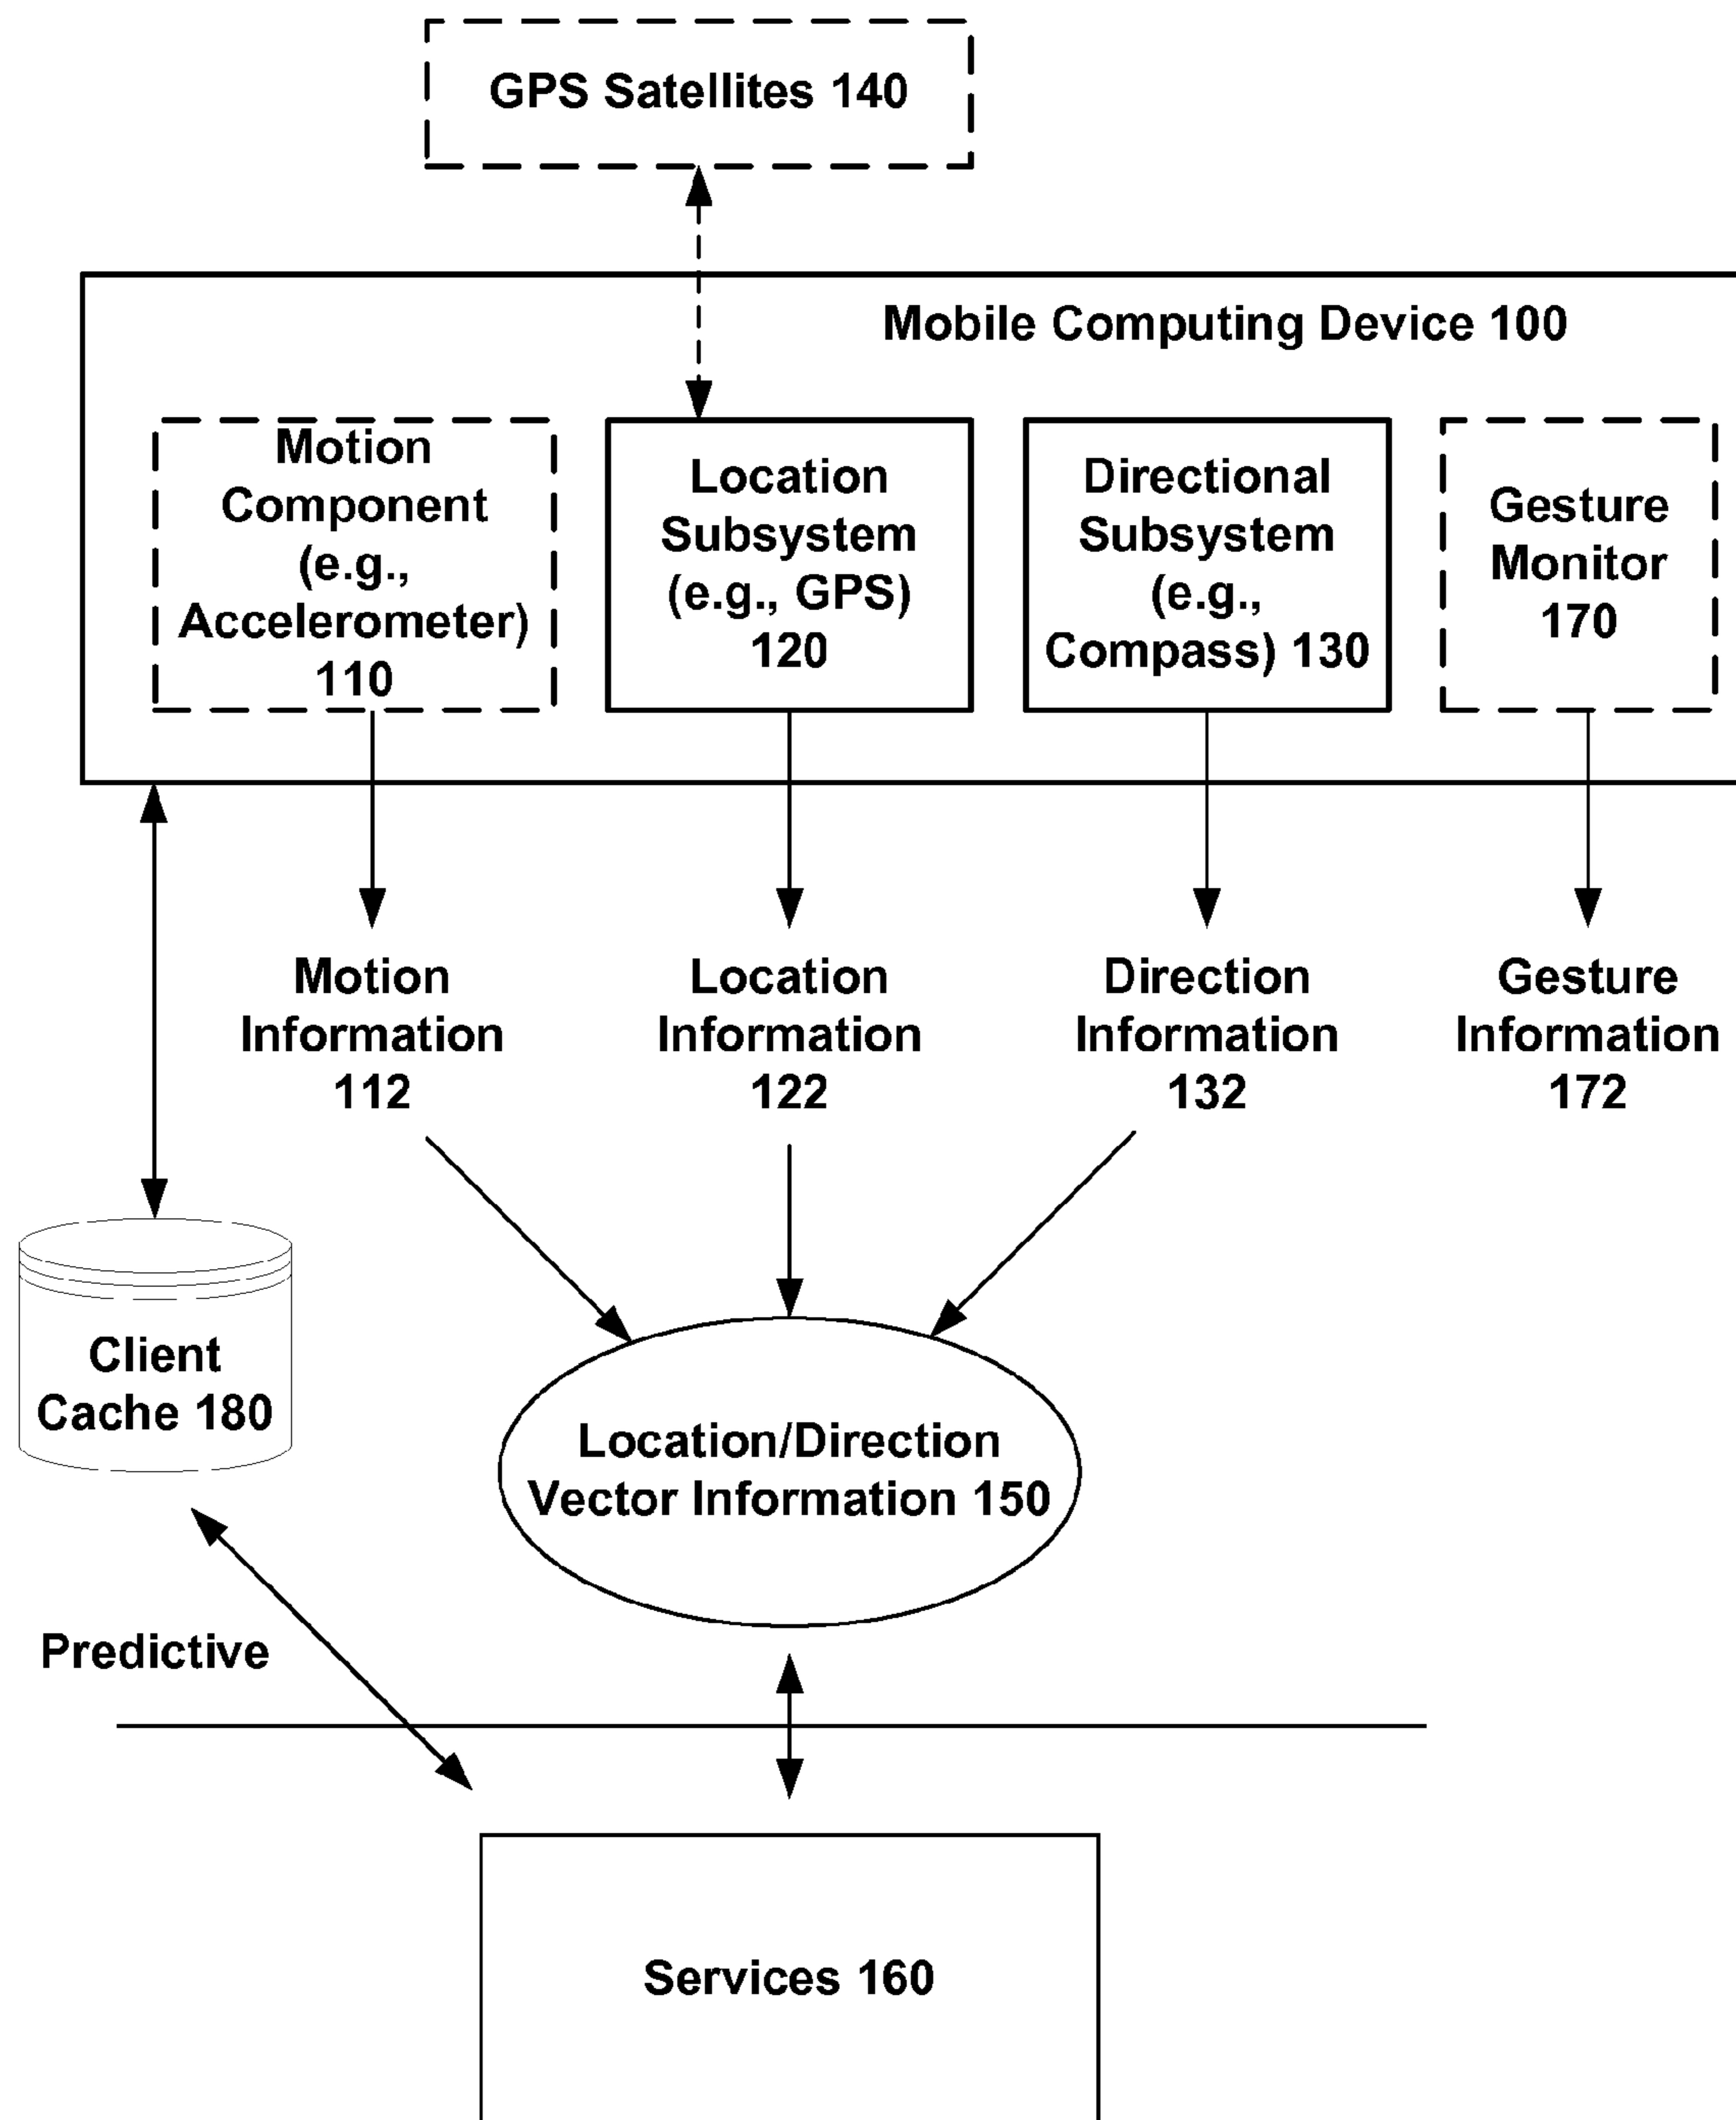 GPS Satellites 140
Mobile Computing Device 100
Motion
Component
(e.g.,
Accelerometer)
110
Location
Subsystem
(e.g., GPS)
120
Directional
Subsystem
(e.g.,
Compass) 130
Gesture
Monitor
170
Motion
Information
112
Location
Information
122
Direction
Information
132
Gesture
Information
172
Client
Cache 180
Location/Direction
Vector Information 150
Predictive
Services 160